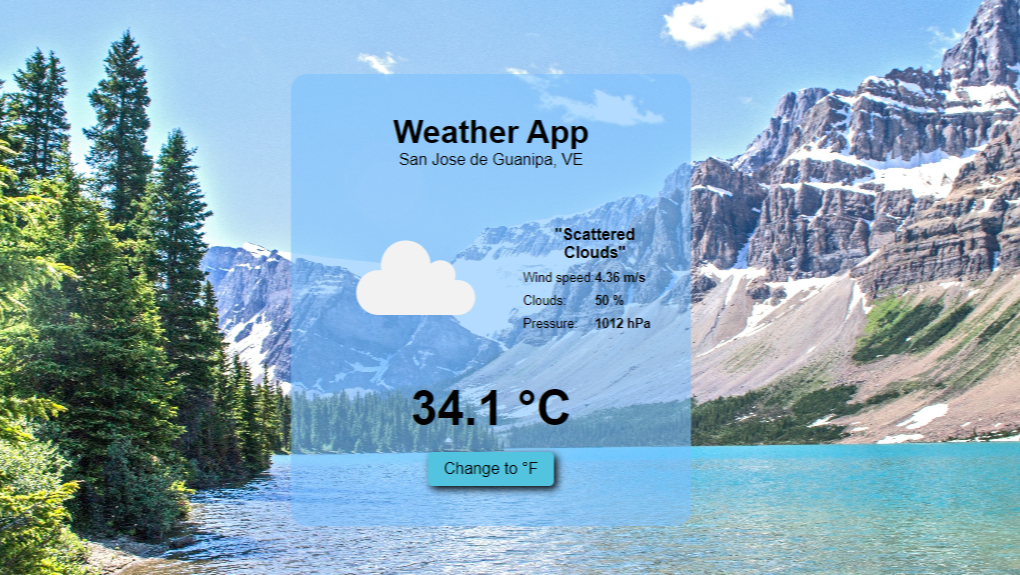 Weather App
San Jose de Guanipa, VE
"Scattered
Clouds"
Wind speed 4.36 m/s
Clouds: 50 %
Pressure: 1012 hPa
34.1 °C
Change to °F